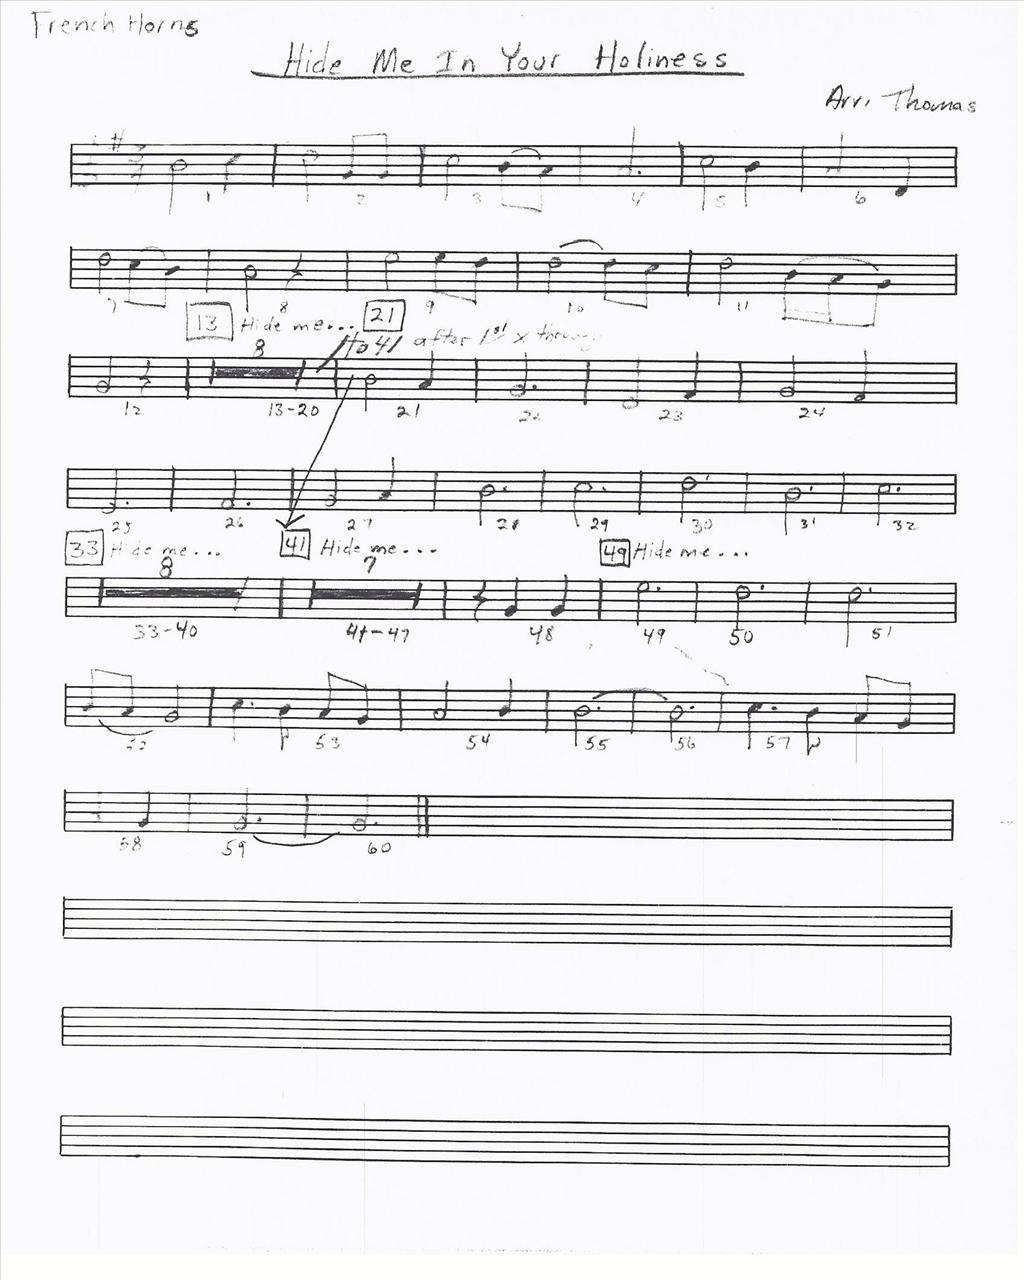 French Horns
Hide Me In Your Holiness
Arr. Thomas
1 2 3 4 5 6
7 8 9 10 11
13 Hide me... 21
8 to 41 after 1st x through
12 13-20 21 22 23 24
25 26 27 28 29 30 31 32
33 Hide me... 41 Hide me... 49 Hide me...
8 7
33-40 41-47 48 49 50 51
52 53 54 55 56 57
58 59 60